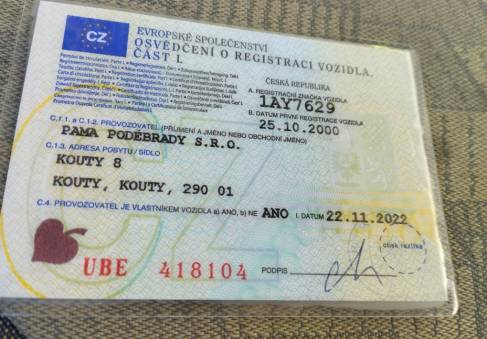 CZ
EVROPSKÉ SPOLEČENSTVÍ
OSVĚDČENÍ O REGISTRACI VOZIDLA.
ČÁST I.
ČESKÁ REPUBLIKA
A. REGISTRAČNÍ ZNAČKA VOZIDLA
1AY7629
B. DATUM PRVNÍ REGISTRACE VOZIDLA
25.10.2000
C.1.1. a C.1.2. PROVOZOVATEL (PŘÍJMENÍ A JMÉNO NEBO OBCHODNÍ JMÉNO)
PAMA PODĚBRADY S.R.O.
C.1.3. ADRESA POBYTU / SÍDLO
KOUTY 8
KOUTY, KOUTY, 290 01
C.4. PROVOZOVATEL JE VLASTNÍKEM VOZIDLA a) ANO, b) NE ANO I. DATUM 22.11.2022
UBE 418104 PODPIS
otisk razítka